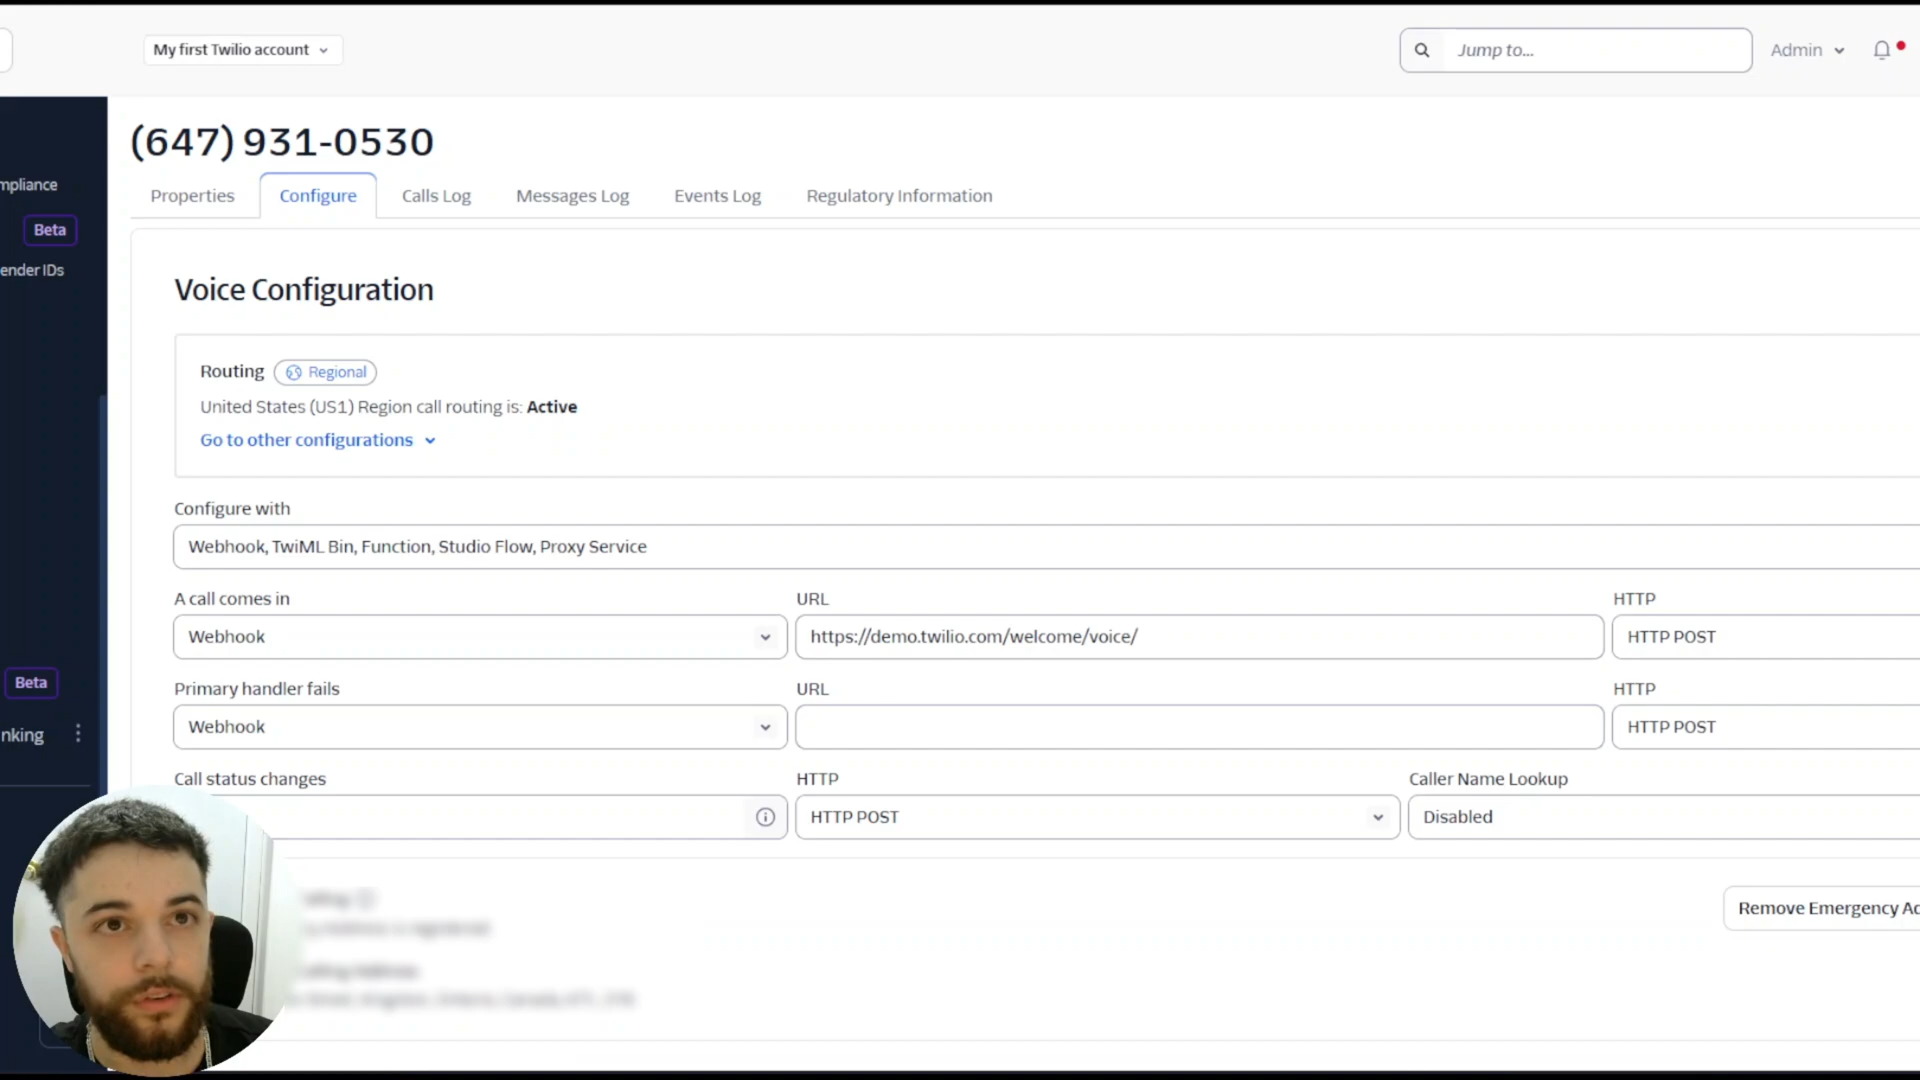 My first Twilio account
Jump to...
Admin
(647) 931-0530
mpliance
Properties
Configure
Calls Log
Messages Log
Events Log
Regulatory Information
Beta
ender IDs
Voice Configuration
Routing
Regional
United States (US1) Region call routing is: Active
Go to other configurations
Configure with
Webhook, TwiML Bin, Function, Studio Flow, Proxy Service
A call comes in
URL
HTTP
Webhook
https://demo.twilio.com/welcome/voice/
HTTP POST
Beta
Primary handler fails
URL
HTTP
nking
Webhook
HTTP POST
Call status changes
HTTP
Caller Name Lookup
HTTP POST
Disabled
Remove Emergency Ad